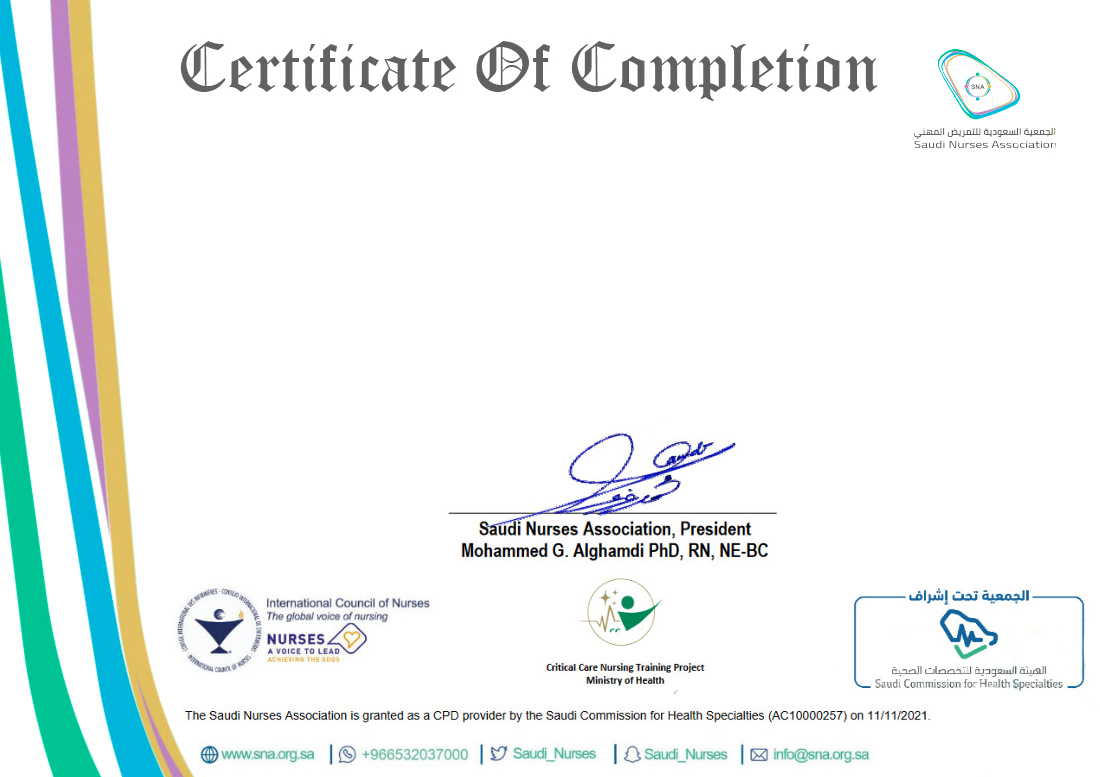 Certificate Of Completion
SNA
الجمعية السعودية للتمريض المهني
Saudi Nurses Association
Saudi Nurses Association, President
Mohammed G. Alghamdi PhD, RN, NE-BC
International Council of Nurses
The global voice of nursing
NURSES
A VOICE TO LEAD
ACHIEVING THE SDGS
Critical Care Nursing Training Project
Ministry of Health
الجمعية تحت إشراف
الهيئة السعودية للتخصصات الصحية
Saudi Commission for Health Specialties
The Saudi Nurses Association is granted as a CPD provider by the Saudi Commission for Health Specialties (AC10000257) on 11/11/2021.
www.sna.org.sa +966532037000 Saudi_Nurses Saudi_Nurses info@sna.org.sa